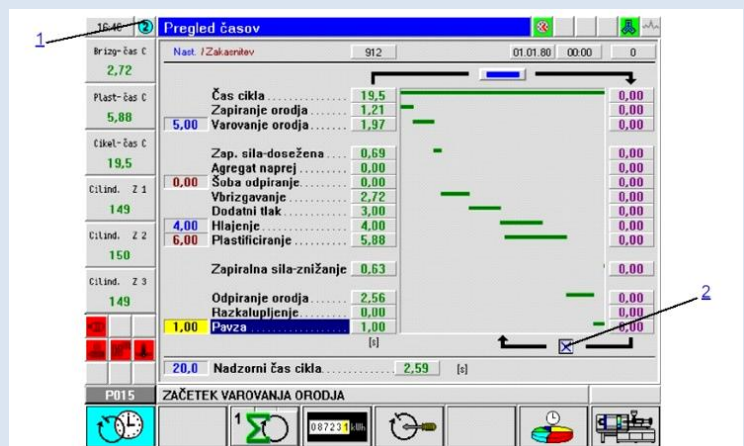 1
16:46 2 Pregled časov
Brizg-čas C
2,72
Nast. /Zakasnitev 912 01.01.80 00:00 0
Plast-čas C
5,88
Čas cikla 19,5 0,00
Zapiranje orodja 1,21 0,00
5,00 Varovanje orodja 1,97 0,00
Cikel-čas C
19,5
Zap. sila-dosežena 0,69 0,00
Agregat naprej 0,00 0,00
0,00 Šoba odpiranje 0,00 0,00
Cilind. Z 1
149
Vbrizgavanje 2,72 0,00
Dodatni tlak 3,00 0,00
4,00 Hlajenje 4,00 0,00
6,00 Plastificiranje 5,88 0,00
Cilind. Z 2
150
Zapiralna sila-znižanje 0,63 0,00
Cilind. Z 3
149
Odpiranje orodja 2,56 0,00
2
Razkalupljenje 0,00 0,00
1,00 Pavza 1,00 0,00
[s]
20,0 Nadzorni čas cikla 2,59 [s]
P015 ZAČETEK VAROVANJA ORODJA
1 087231 kWh